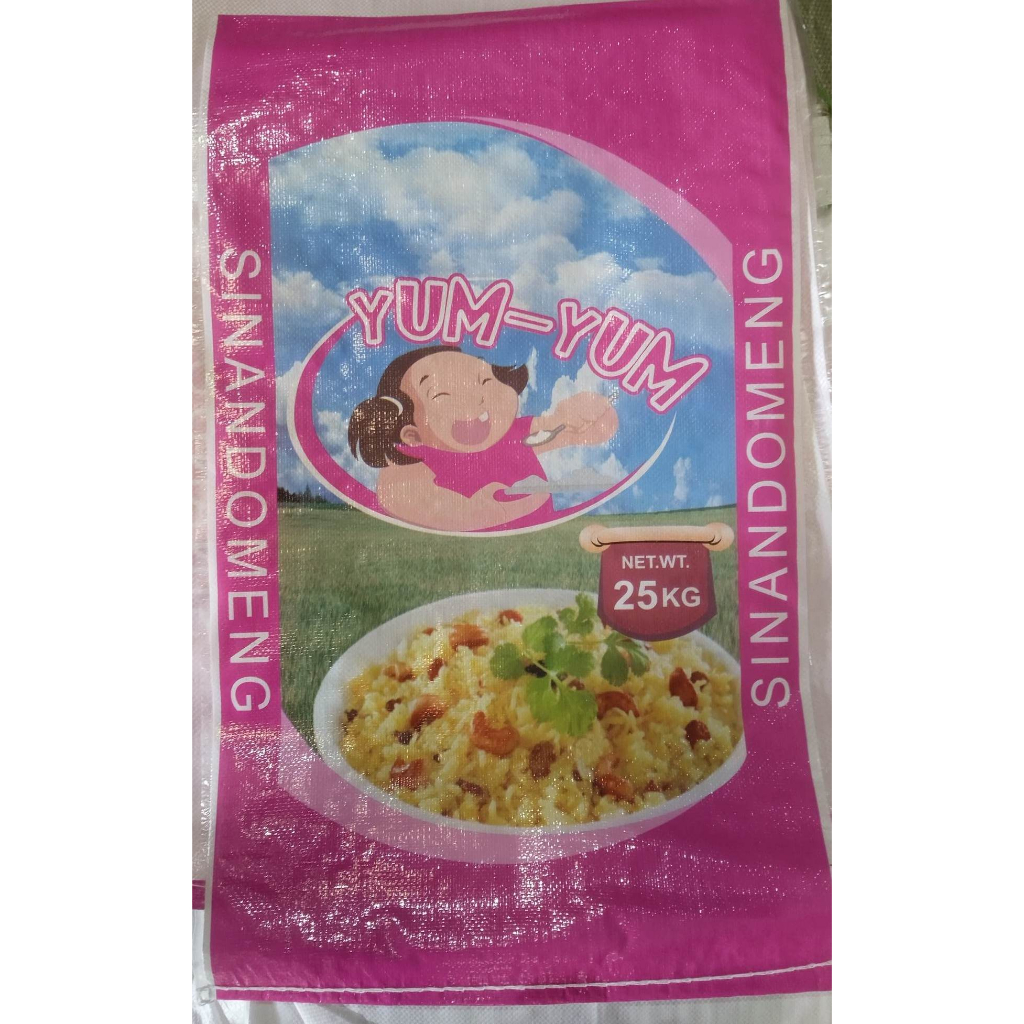 YUM-YUM
SINANDOMENG
SINANDOMENG
NET.WT.
25KG